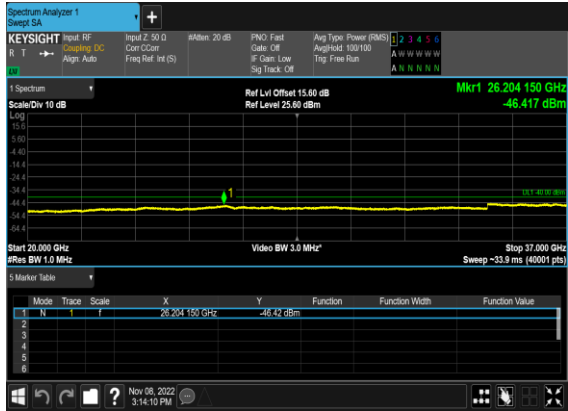 Spectrum Analyzer 1
Swept SA
+
KEYSIGHT Input: RF Input Z: 50 Ω #Atten: 20 dB PNO: Fast Avg Type: Power (RMS) 1 2 3 4 5 6
R T Coupling: DC Corr CCorr Gate: Off Avg|Hold: 100/100 A W W W W W
Align: Auto Freq Ref: Int (S) IF Gain: Low Trig: Free Run
LU Sig Track: Off A N N N N N
1 Spectrum Ref Lvl Offset 15.60 dB Mkr1 26.204 150 GHz
Scale/Div 10 dB Ref Level 25.60 dBm -46.417 dBm
Log
15.6
5.60
-4.40
-14.4
-24.4
-34.4 1 DL1 -40.00 dBm
-44.4
-54.4
-64.4
Start 20.000 GHz Video BW 3.0 MHz* Stop 37.000 GHz
#Res BW 1.0 MHz Sweep ~33.9 ms (40001 pts)
5 Marker Table
Mode Trace Scale X Y Function Function Width Function Value
1 N 1 f 26.204 150 GHz -46.42 dBm
2
3
4
5
6
? Nov 08, 2022
3:14:10 PM